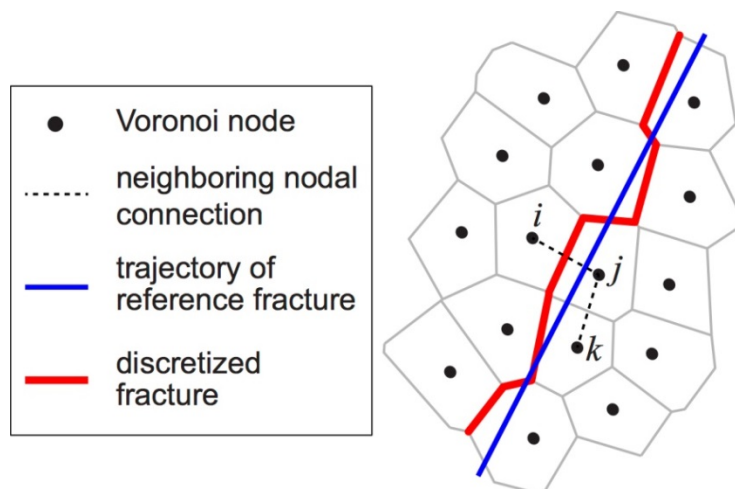 Voronoi node
neighboring nodal
connection
trajectory of
reference fracture
discretized
fracture
i
j
k